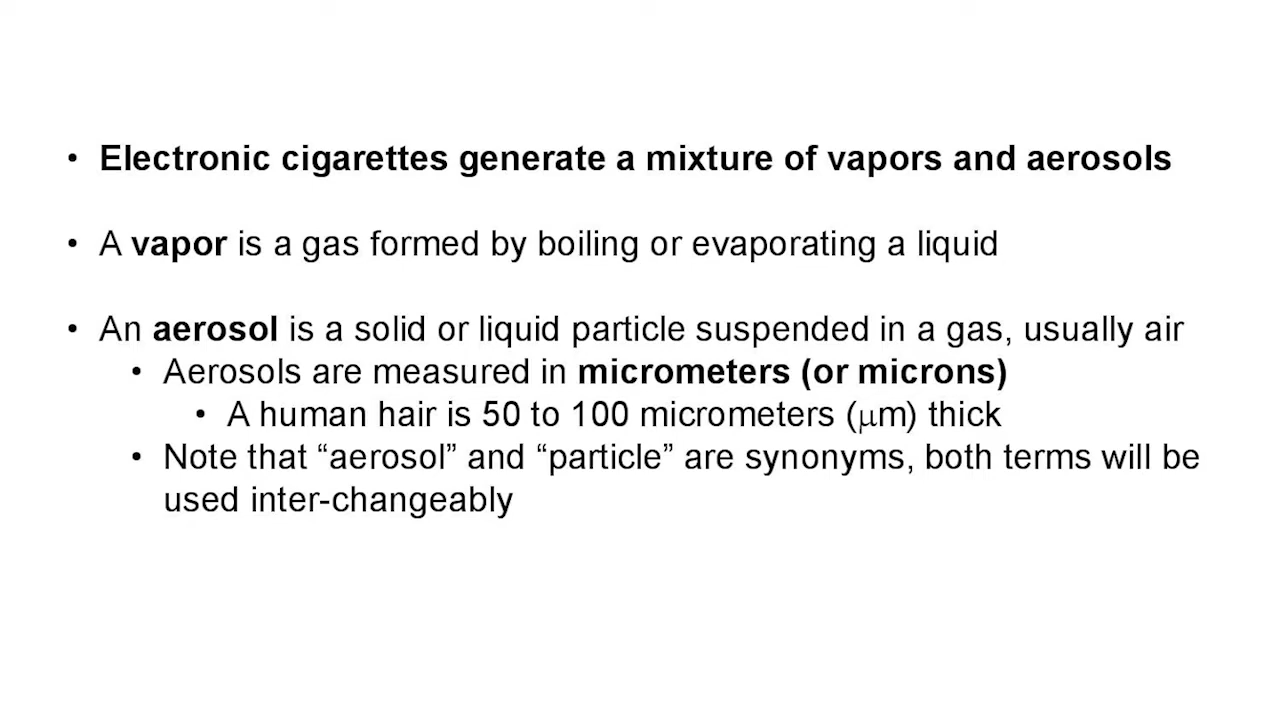 • Electronic cigarettes generate a mixture of vapors and aerosols
• A vapor is a gas formed by boiling or evaporating a liquid
• An aerosol is a solid or liquid particle suspended in a gas, usually air
• Aerosols are measured in micrometers (or microns)
• A human hair is 50 to 100 micrometers (μm) thick
• Note that “aerosol” and “particle” are synonyms, both terms will be
used inter-changeably